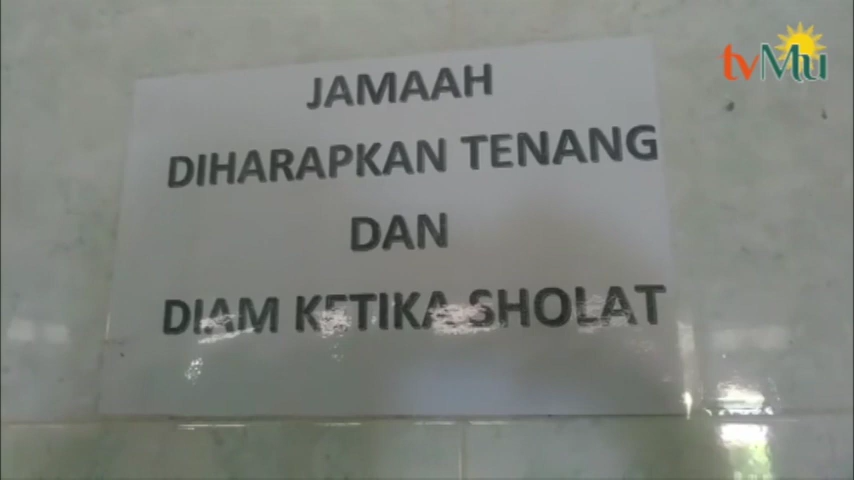 tvMu
JAMAAH
DIHARAPKAN TENANG
DAN
DIAM KETIKA SHOLAT